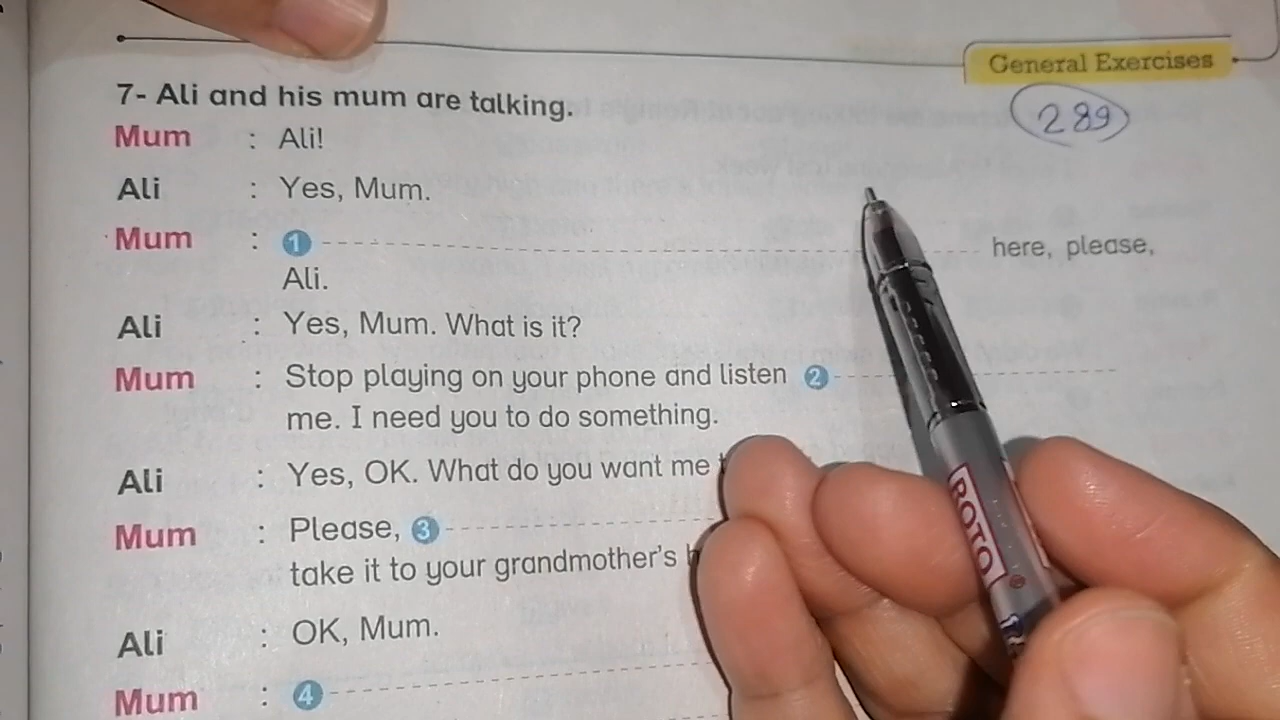 General Exercises
289
7- Ali and his mum are talking.
Mum : Ali!
Ali : Yes, Mum.
Mum : 1 here, please,
Ali.
Ali : Yes, Mum. What is it?
Mum : Stop playing on your phone and listen 2
me. I need you to do something.
Ali : Yes, OK. What do you want me
Mum : Please, 3
take it to your grandmother's
Ali : OK, Mum.
Mum : 4
ROTO ®